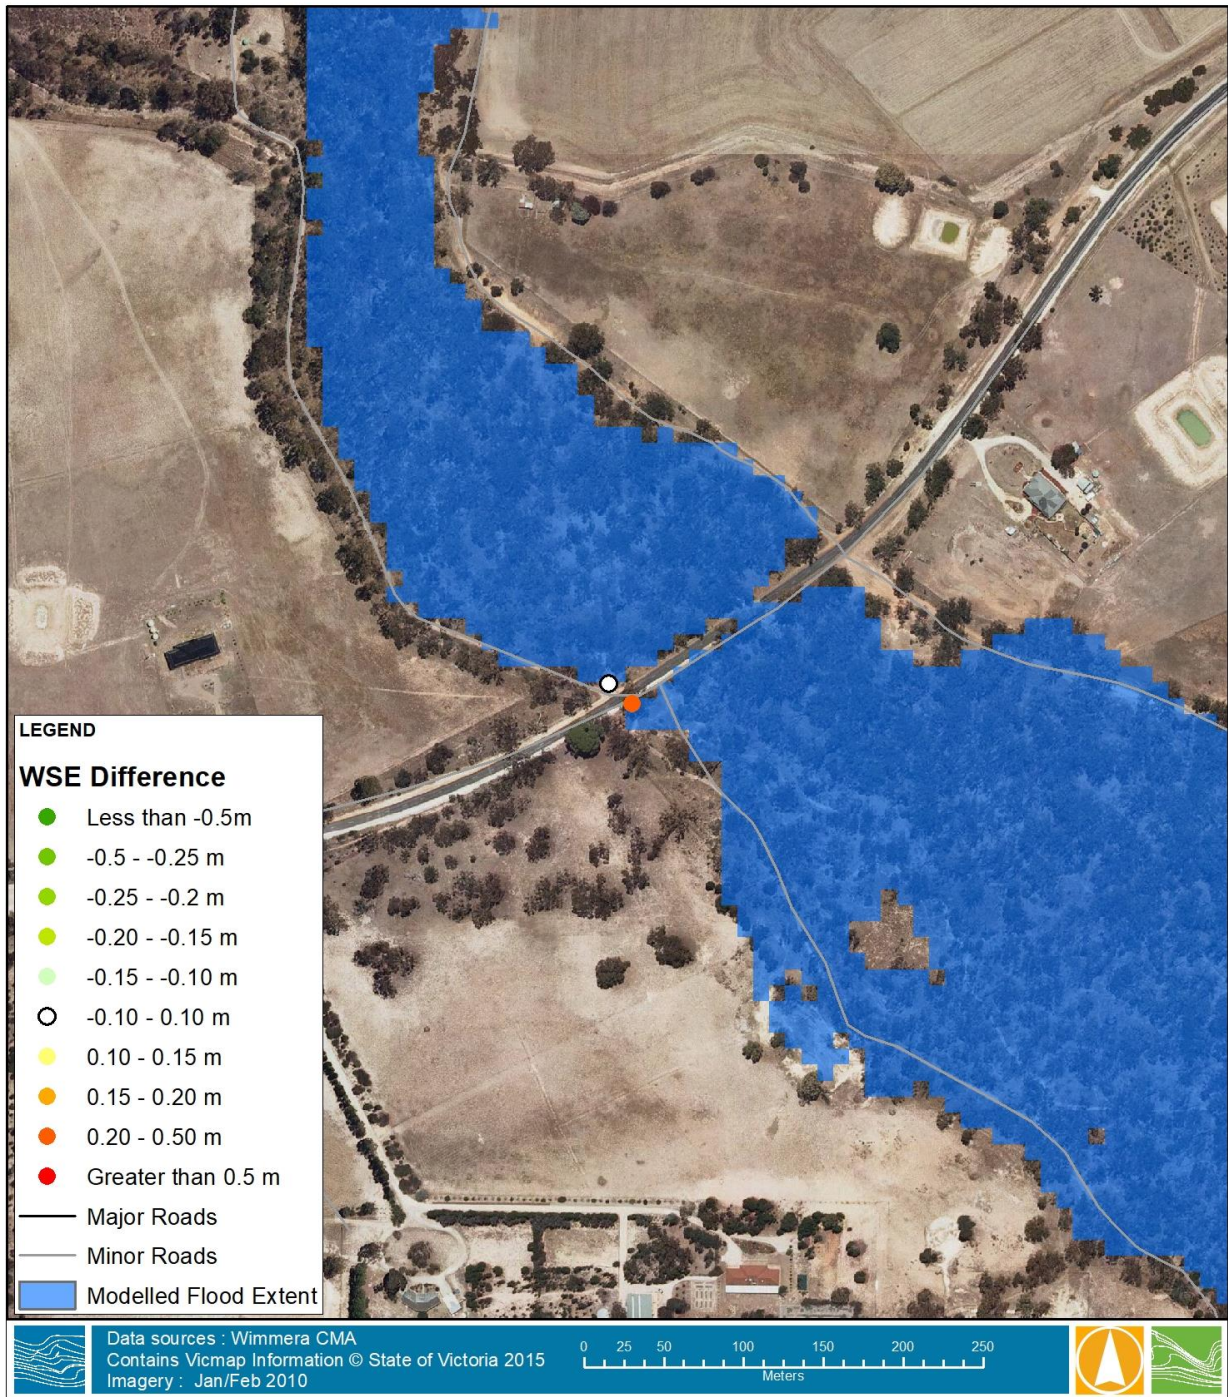 LEGEND
WSE Difference
Less than -0.5m
-0.5 - -0.25 m
-0.25 - -0.2 m
-0.20 - -0.15 m
-0.15 - -0.10 m
-0.10 - 0.10 m
0.10 - 0.15 m
0.15 - 0.20 m
0.20 - 0.50 m
Greater than 0.5 m
Major Roads
Minor Roads
Modelled Flood Extent
Data sources : Wimmera CMA
Contains Vicmap Information © State of Victoria 2015
Imagery : Jan/Feb 2010
0 25 50 100 150 200 250
Meters